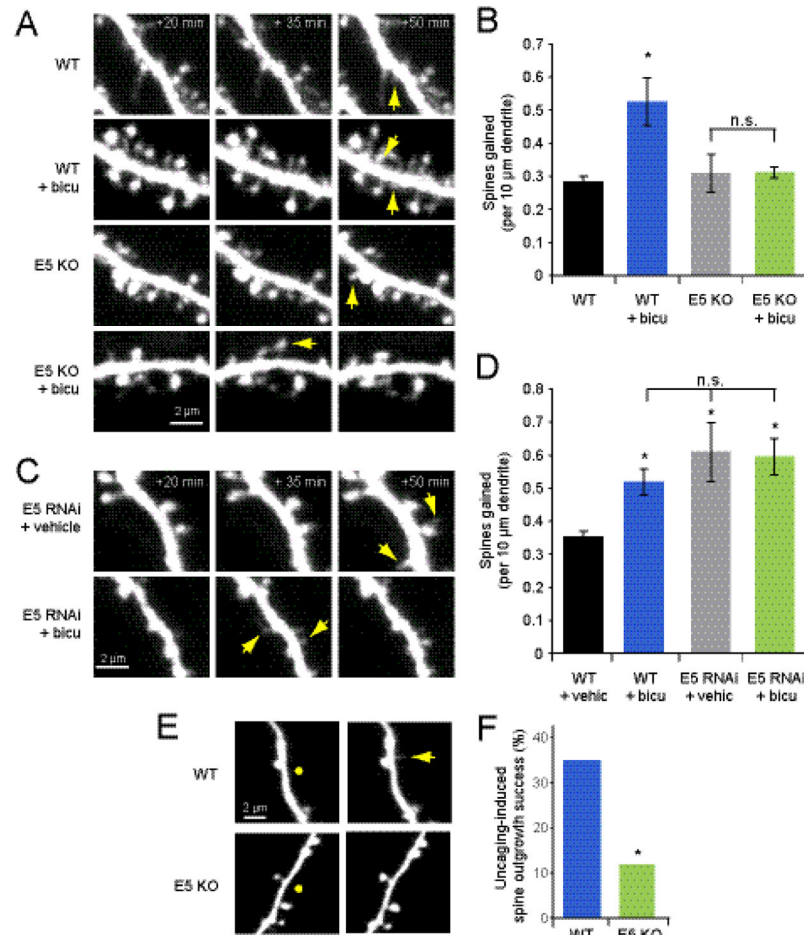 A
+20 min
+ 35 min
+50 min
WT
WT
+ bicu
E5 KO
E5 KO
+ bicu
2 µm
B
Spines gained
(per 10 µm dendrite)
0.7
0.6
0.5
0.4
0.3
0.2
0.1
0
*
n.s.
WT
WT
+ bicu
E5 KO
E5 KO
+ bicu
C
+20 min
+ 35 min
+50 min
E5 RNAi
+ vehicle
E5 RNAi
+ bicu
2 µm
D
Spines gained
(per 10 µm dendrite)
0.8
0.7
0.6
0.5
0.4
0.3
0.2
0.1
0
n.s.
*
*
*
WT
+ vehic
WT
+ bicu
E5 RNAi
+ vehic
E5 RNAi
+ bicu
E
WT
2 µm
E5 KO
F
Uncaging-induced
spine outgrowth success (%)
40
30
20
10
0
*
WT
E5 KO